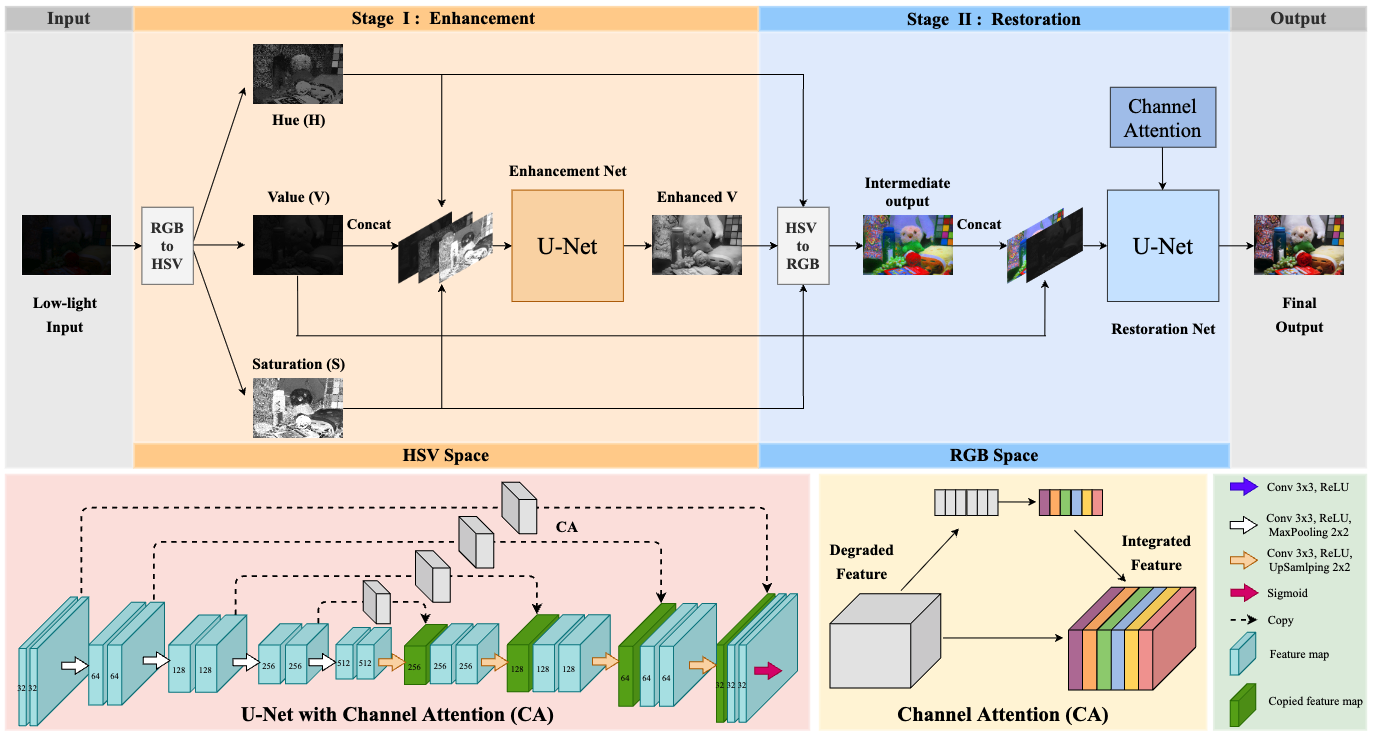 Input
Stage I : Enhancement
Stage II : Restoration
Output
Low-light
Input
RGB
to
HSV
Hue (H)
Value (V)
Saturation (S)
Concat
Enhancement Net
U-Net
Enhanced V
HSV
to
RGB
Intermediate
output
Concat
Channel
Attention
U-Net
Restoration Net
Final
Output
HSV Space
RGB Space
CA
32 32
64 64
128 128
256 256
512 512
256 256 256
128 128 128
64 64 64
32 32 32
U-Net with Channel Attention (CA)
Degraded
Feature
Integrated
Feature
Channel Attention (CA)
Conv 3x3, ReLU
Conv 3x3, ReLU,
MaxPooling 2x2
Conv 3x3, ReLU,
UpSamlping 2x2
Sigmoid
Copy
Feature map
Copied feature map